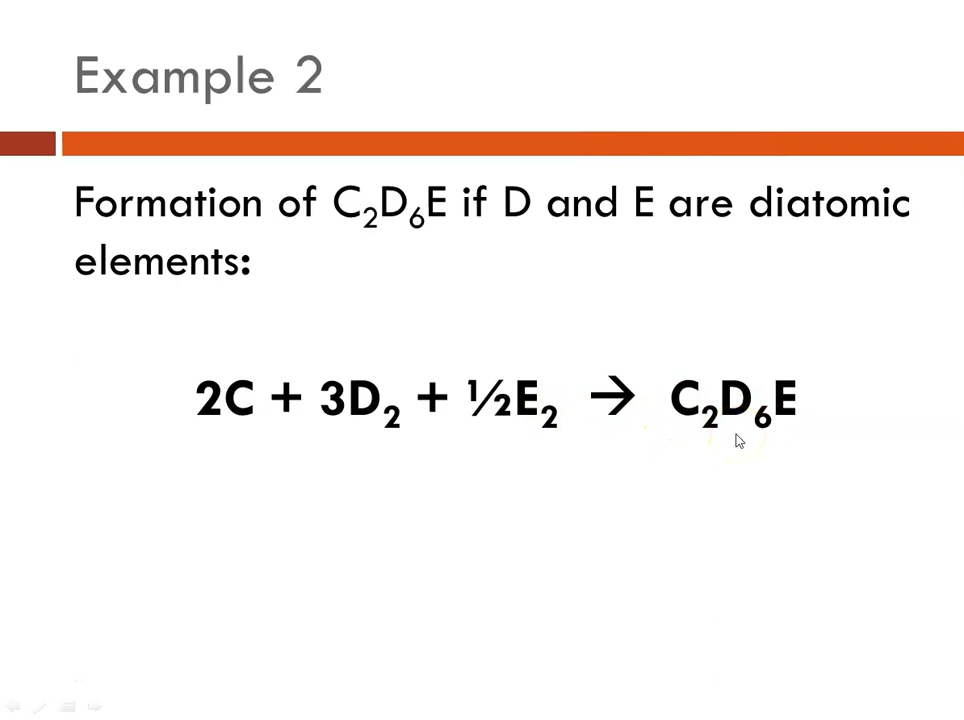 Example 2
Formation of C₂D₆E if D and E are diatomic
elements:
2C + 3D₂ + ½E₂ → C₂D₆E